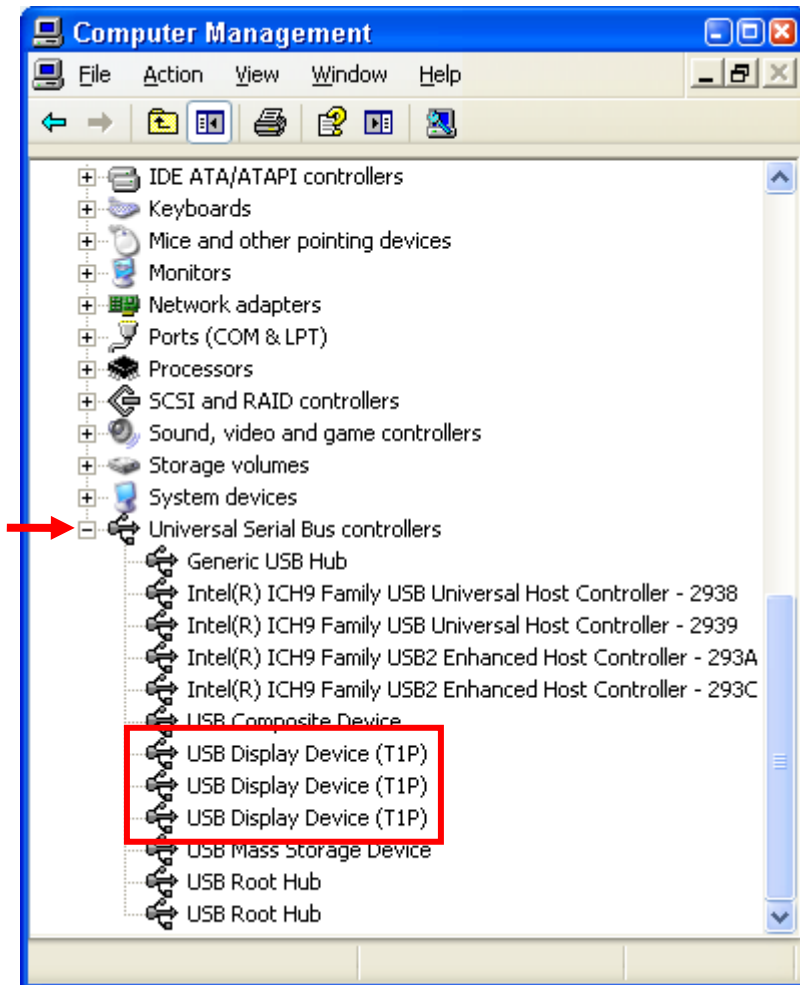 Computer Management
File Action View Window Help
IDE ATA/ATAPI controllers
Keyboards
Mice and other pointing devices
Monitors
Network adapters
Ports (COM & LPT)
Processors
SCSI and RAID controllers
Sound, video and game controllers
Storage volumes
System devices
Universal Serial Bus controllers
Generic USB Hub
Intel(R) ICH9 Family USB Universal Host Controller - 2938
Intel(R) ICH9 Family USB Universal Host Controller - 2939
Intel(R) ICH9 Family USB2 Enhanced Host Controller - 293A
Intel(R) ICH9 Family USB2 Enhanced Host Controller - 293C
USB Composite Device
USB Display Device (T1P)
USB Display Device (T1P)
USB Display Device (T1P)
USB Mass Storage Device
USB Root Hub
USB Root Hub